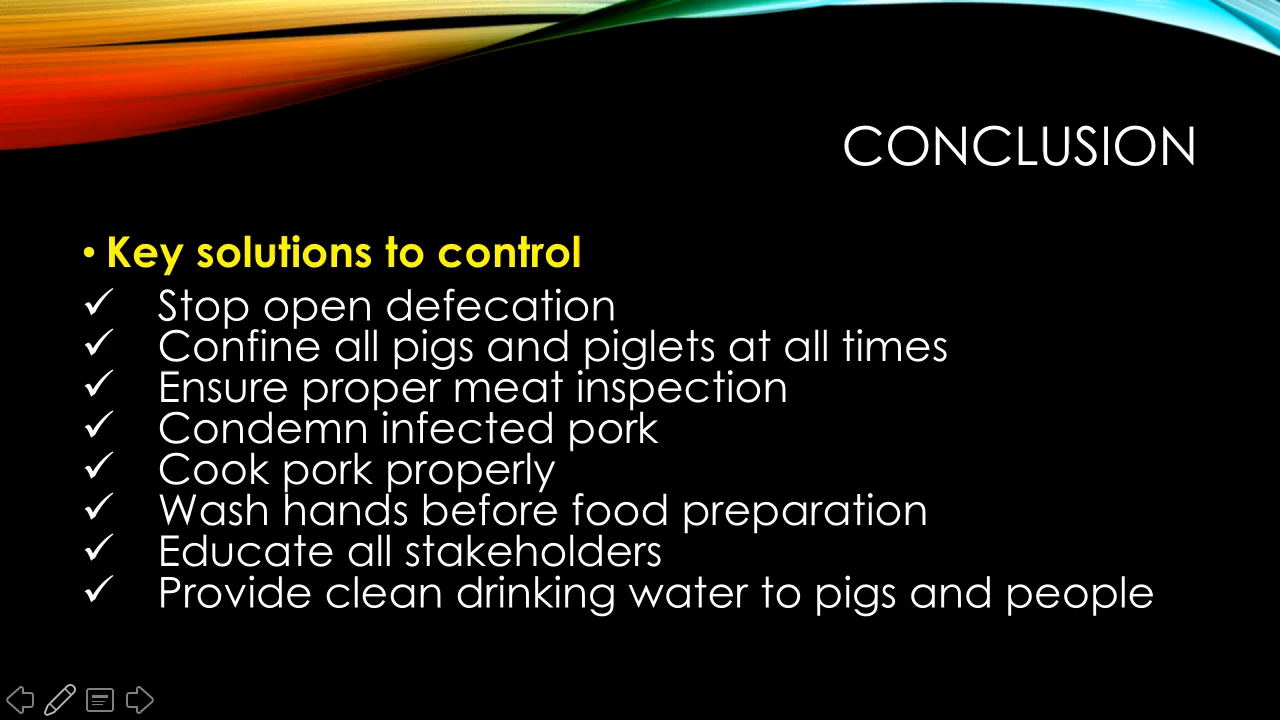 CONCLUSION
• Key solutions to control
✓ Stop open defecation
✓ Confine all pigs and piglets at all times
✓ Ensure proper meat inspection
✓ Condemn infected pork
✓ Cook pork properly
✓ Wash hands before food preparation
✓ Educate all stakeholders
✓ Provide clean drinking water to pigs and people